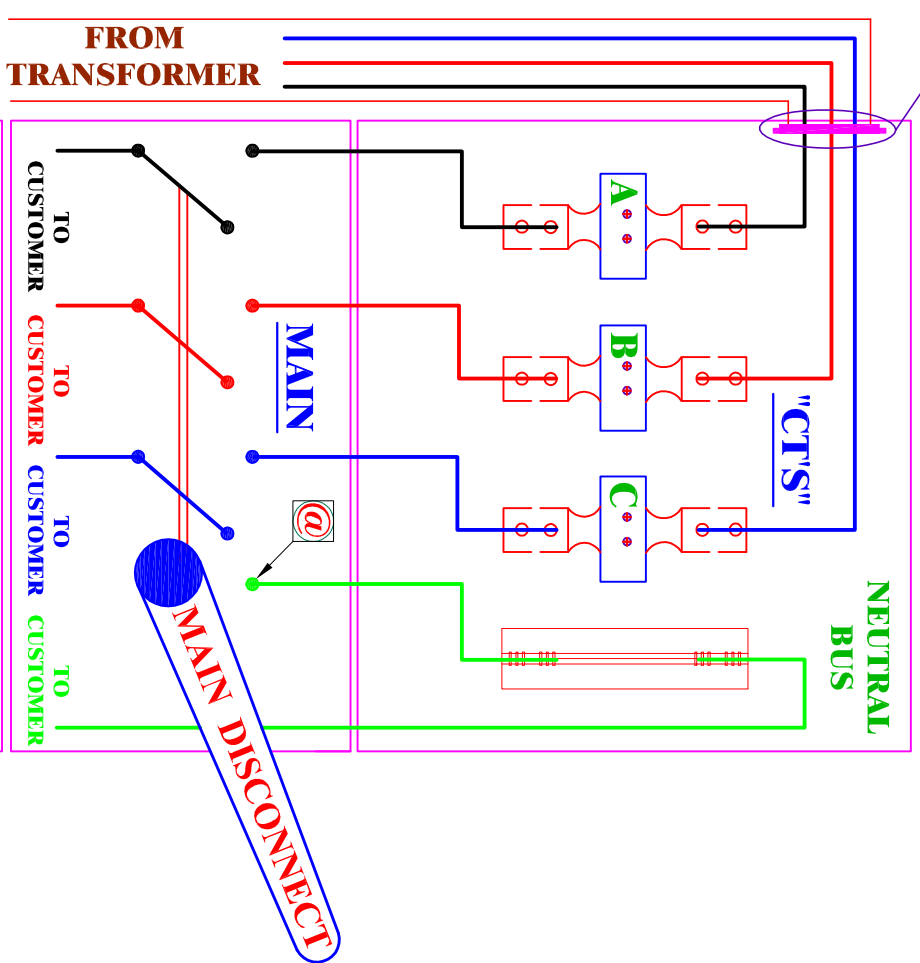 FROM
TRANSFORMER
TO
CUSTOMER
TO
CUSTOMER
TO
CUSTOMER
TO
CUSTOMER
MAIN
@
MAIN DISCONNECT
A
B
C
"CT'S"
NEUTRAL
BUS